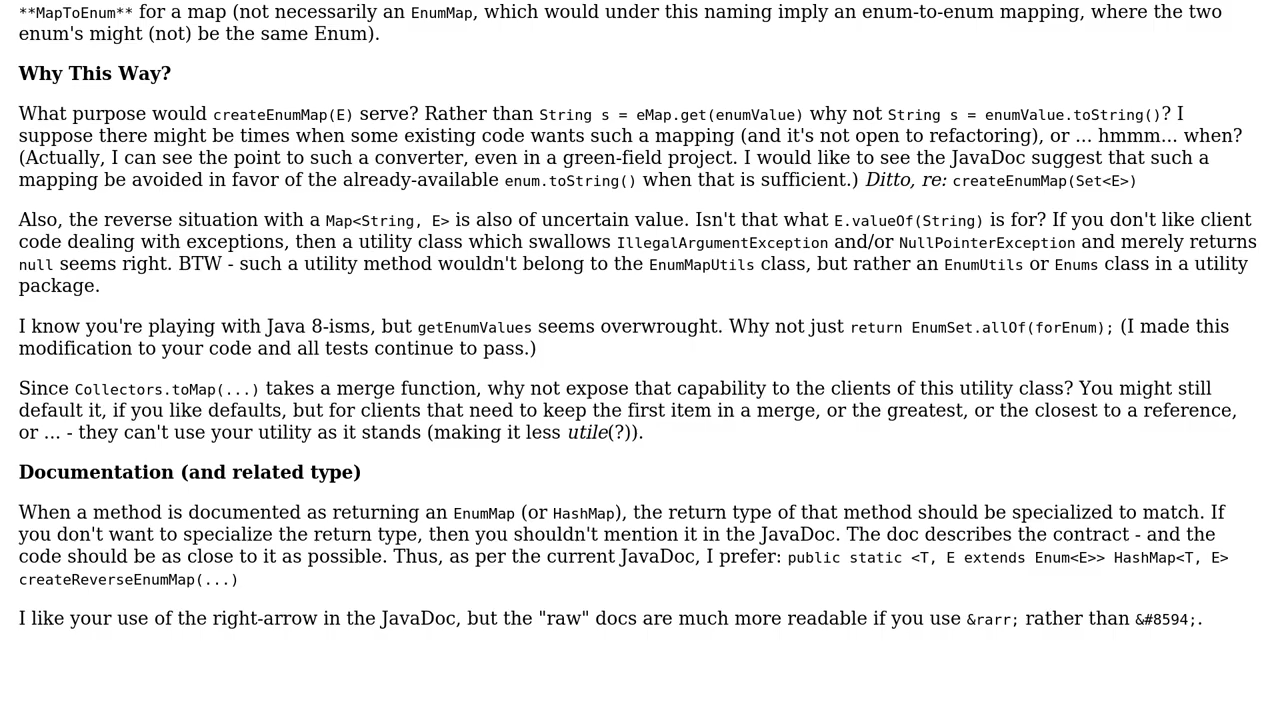 **MapToEnum** for a map (not necessarily an EnumMap, which would under this naming imply an enum-to-enum mapping, where the two
enum's might (not) be the same Enum).
Why This Way?
What purpose would createEnumMap(E) serve? Rather than String s = eMap.get(enumValue) why not String s = enumValue.toString()? I
suppose there might be times when some existing code wants such a mapping (and it's not open to refactoring), or ... hmmm... when?
(Actually, I can see the point to such a converter, even in a green-field project. I would like to see the JavaDoc suggest that such a
mapping be avoided in favor of the already-available enum.toString() when that is sufficient.) Ditto, re: createEnumMap(Set<E>)
Also, the reverse situation with a Map<String, E> is also of uncertain value. Isn't that what E.valueOf(String) is for? If you don't like client
code dealing with exceptions, then a utility class which swallows IllegalArgumentException and/or NullPointerException and merely returns
null seems right. BTW - such a utility method wouldn't belong to the EnumMapUtils class, but rather an EnumUtils or Enums class in a utility
package.
I know you're playing with Java 8-isms, but getEnumValues seems overwrought. Why not just return EnumSet.allOf(forEnum); (I made this
modification to your code and all tests continue to pass.)
Since Collectors.toMap(...) takes a merge function, why not expose that capability to the clients of this utility class? You might still
default it, if you like defaults, but for clients that need to keep the first item in a merge, or the greatest, or the closest to a reference,
or ... - they can't use your utility as it stands (making it less utile(?)).
Documentation (and related type)
When a method is documented as returning an EnumMap (or HashMap), the return type of that method should be specialized to match. If
you don't want to specialize the return type, then you shouldn't mention it in the JavaDoc. The doc describes the contract - and the
code should be as close to it as possible. Thus, as per the current JavaDoc, I prefer: public static <T, E extends Enum<E>> HashMap<T, E>
createReverseEnumMap(...)
I like your use of the right-arrow in the JavaDoc, but the "raw" docs are much more readable if you use &rarr; rather than &#8594;.